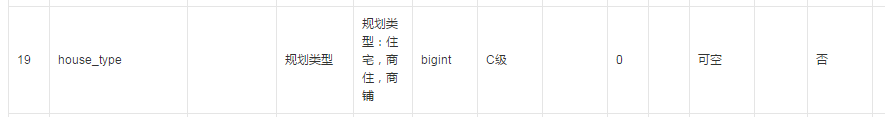 19
house_type
规划类型
规划类
型：住
宅，商
住，商
铺
bigint
C级
0
可空
否